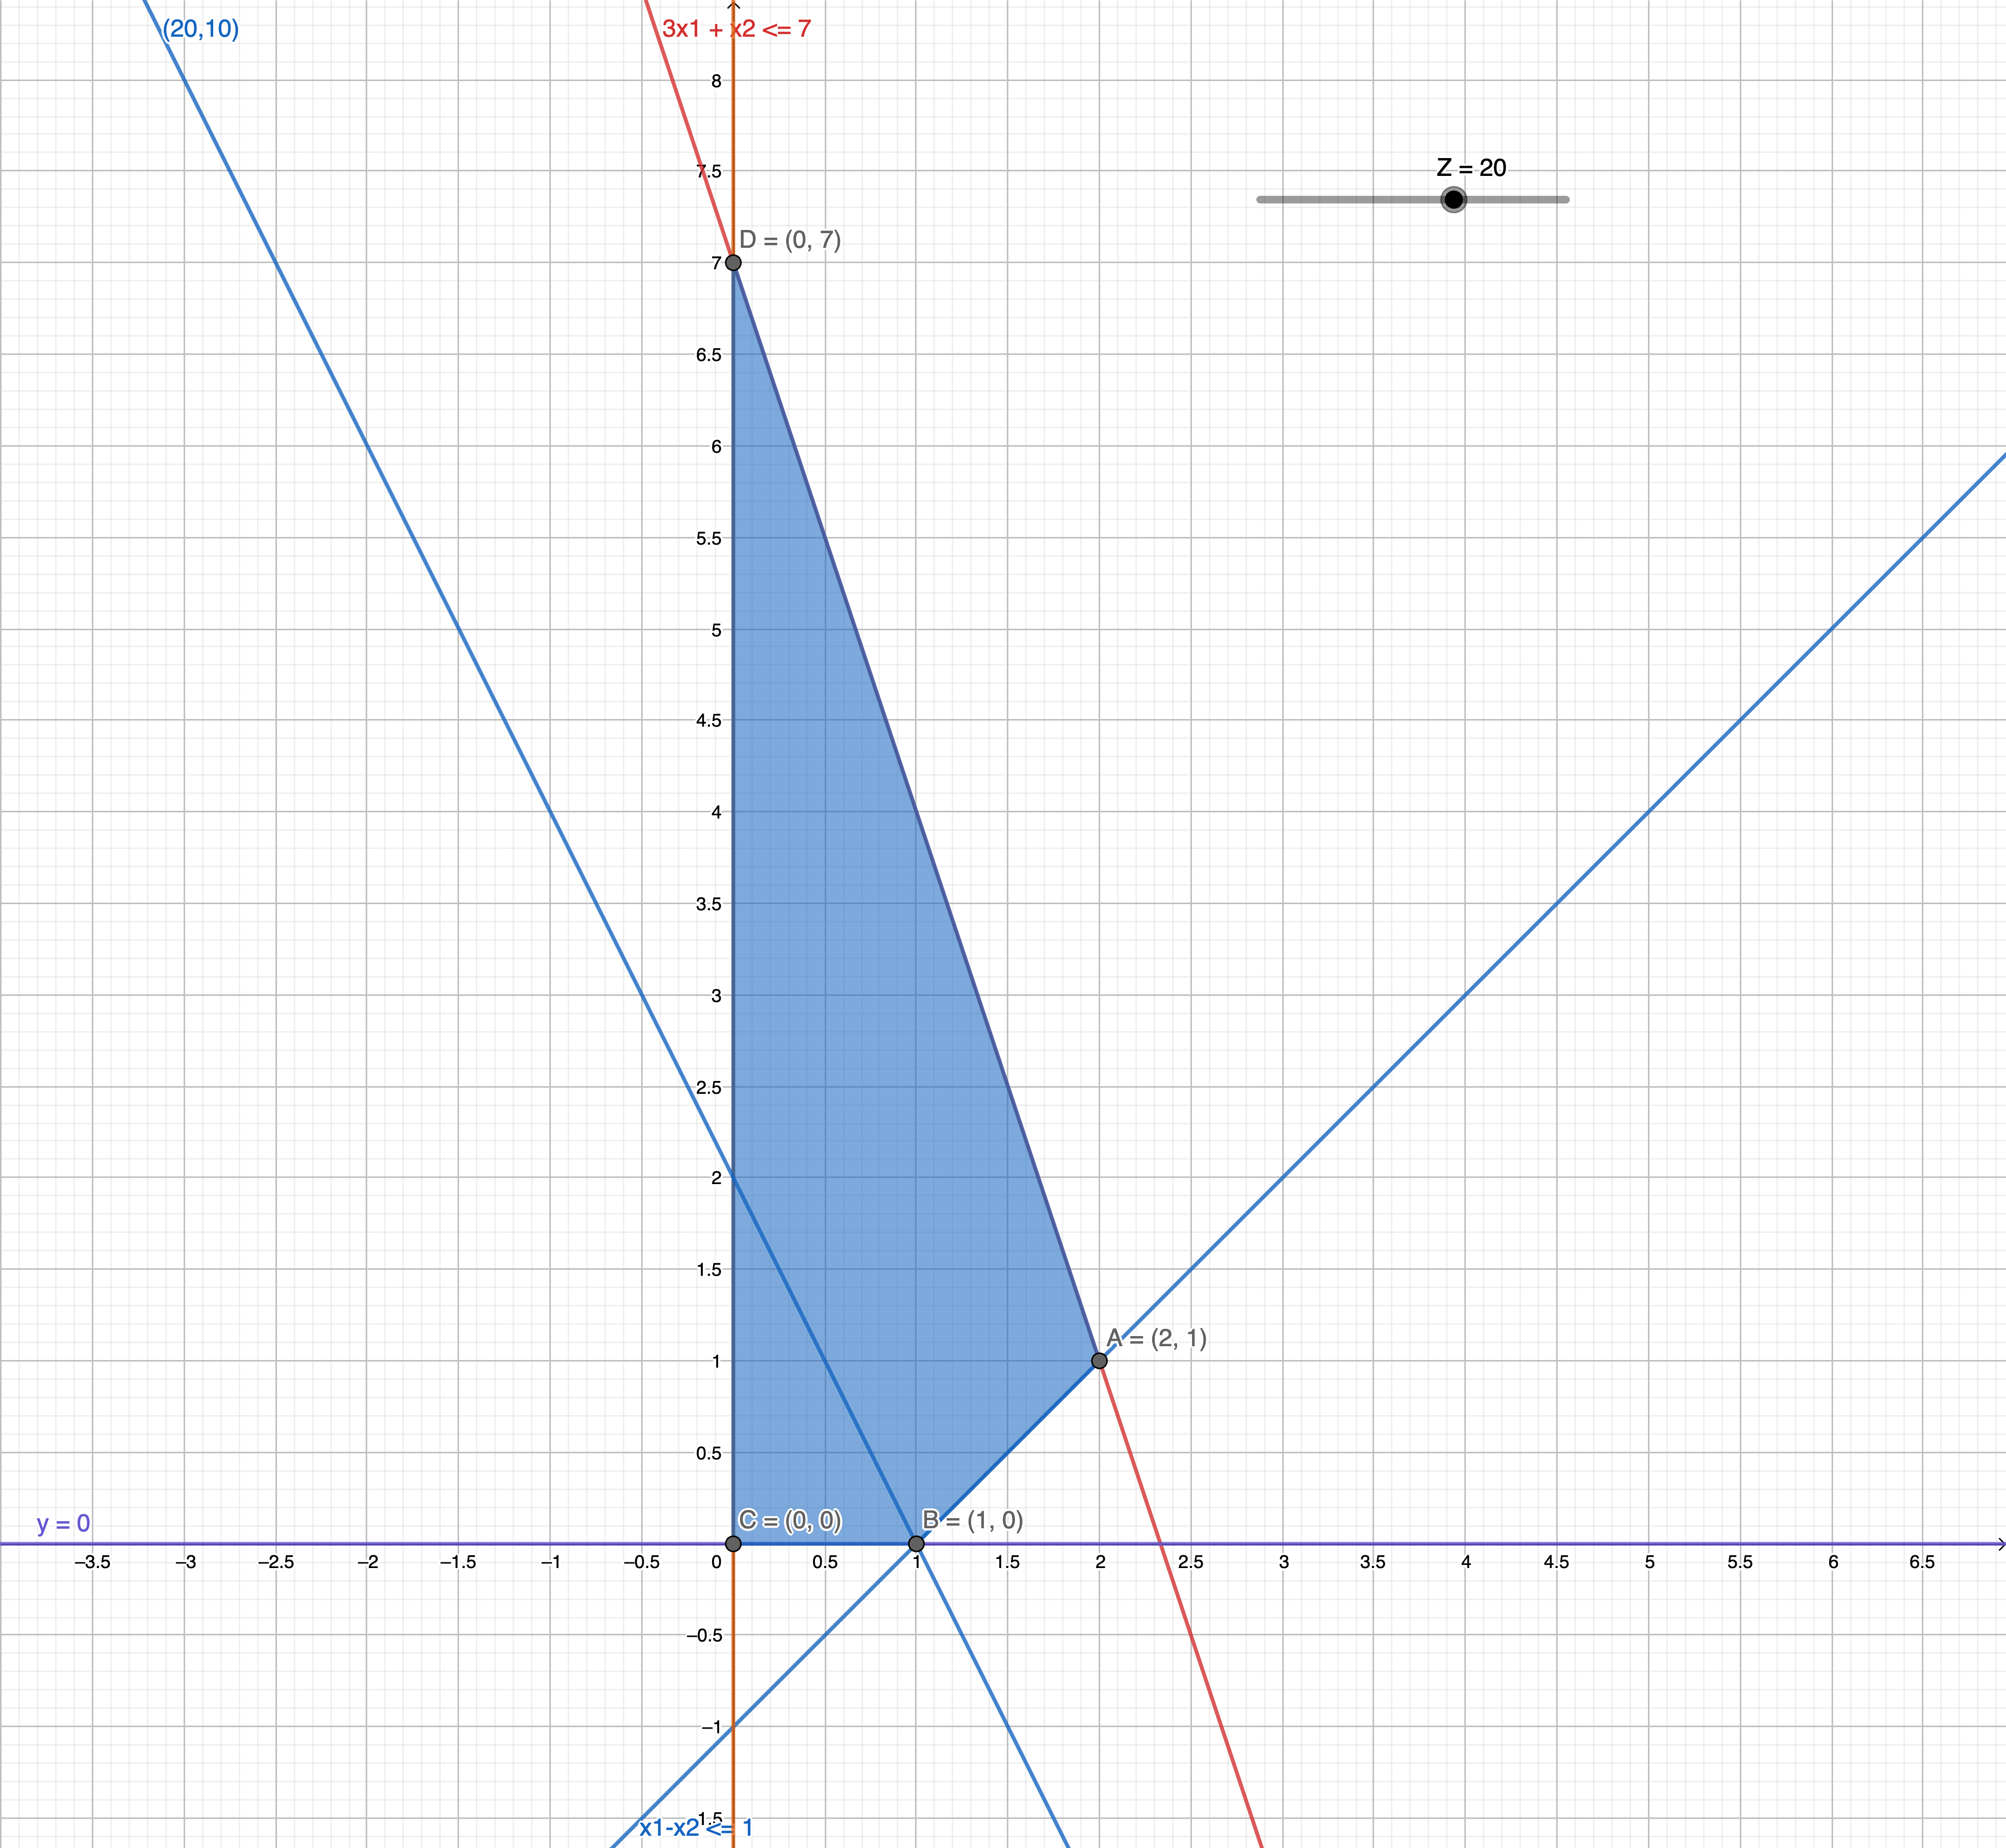 (20,10)
3x1 + x2 <= 7
8
7.5
Z = 20
D = (0, 7)
7
6.5
6
5.5
5
4.5
4
3.5
3
2.5
2
1.5
A = (2, 1)
1
0.5
y = 0
C = (0, 0)
B = (1, 0)
–3.5 –3 –2.5 –2 –1.5 –1 –0.5 0 0.5 1 1.5 2 2.5 3 3.5 4 4.5 5 5.5 6 6.5
–0.5
–1
1.5
x1-x2 <= 1